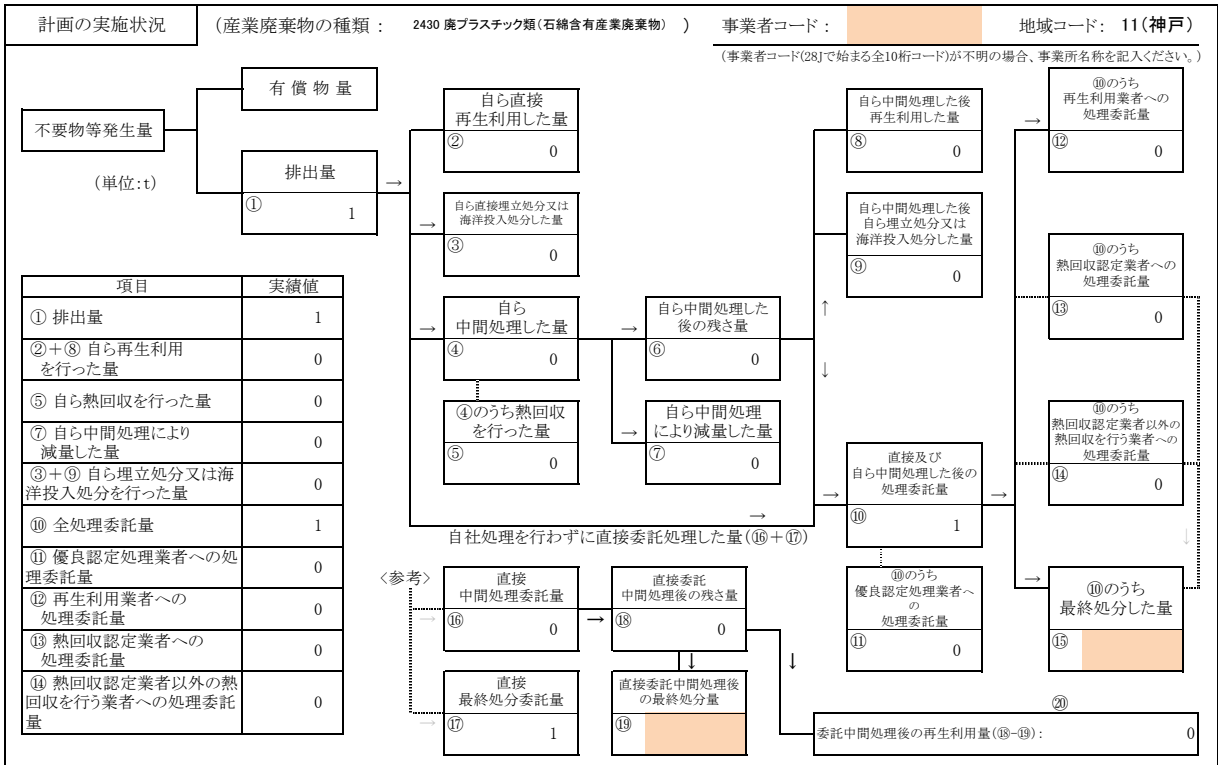 計画の実施状況
(産業廃棄物の種類: 2430 廃プラスチック類(石綿含有産業廃棄物) )
事業者コード:
地域コード: 11(神戸)
(事業者コード(28Jで始まる全10桁コード)が不明の場合、事業所名称を記入ください。)
不要物等発生量
有償物量
(単位:t)
排出量
① 1
→
自ら直接
再生利用した量
② 0
→
自ら直接埋立処分又は
海洋投入処分した量
③ 0
→
自ら
中間処理した量
④ 0
④のうち熱回収
を行った量
⑤ 0
→
自ら中間処理した
後の残さ量
⑥ 0
→
自ら中間処理
により減量した量
⑦ 0
自ら中間処理した後
再生利用した量
⑧ 0
自ら中間処理した後
自ら埋立処分又は
海洋投入処分した量
⑨ 0
↑
↓
→
直接及び
自ら中間処理した後の
処理委託量
⑩ 1
→
⑩のうち
優良認定処理業者へ
の
処理委託量
⑪ 0
→
⑩のうち
再生利用業者への
処理委託量
⑫ 0
⑩のうち
熱回収認定業者への
処理委託量
⑬ 0
⑩のうち
熱回収認定業者以外の
熱回収を行う業者への
処理委託量
⑭ 0
↓
→
⑩のうち
最終処分した量
⑮
→
自社処理を行わずに直接委託処理した量(⑯+⑰)
〈参考〉
→
直接
中間処理委託量
⑯ 0
→
直接委託
中間処理後の残さ量
⑱ 0
→
直接
最終処分委託量
⑰ 1
↓
直接委託中間処理後
の最終処分量
⑲
↓
⑳
委託中間処理後の再生利用量(⑱-⑲): 0
項目 実績値
① 排出量 1
②+⑧ 自ら再生利用
を行った量 0
⑤ 自ら熱回収を行った量 0
⑦ 自ら中間処理により
減量した量 0
③+⑨ 自ら埋立処分又は海
洋投入処分を行った量 0
⑩ 全処理委託量 1
⑪ 優良認定処理業者への処
理委託量 0
⑫ 再生利用業者への
処理委託量 0
⑬ 熱回収認定業者への
処理委託量 0
⑭ 熱回収認定業者以外の熱
回収を行う業者への処理委託
量 0